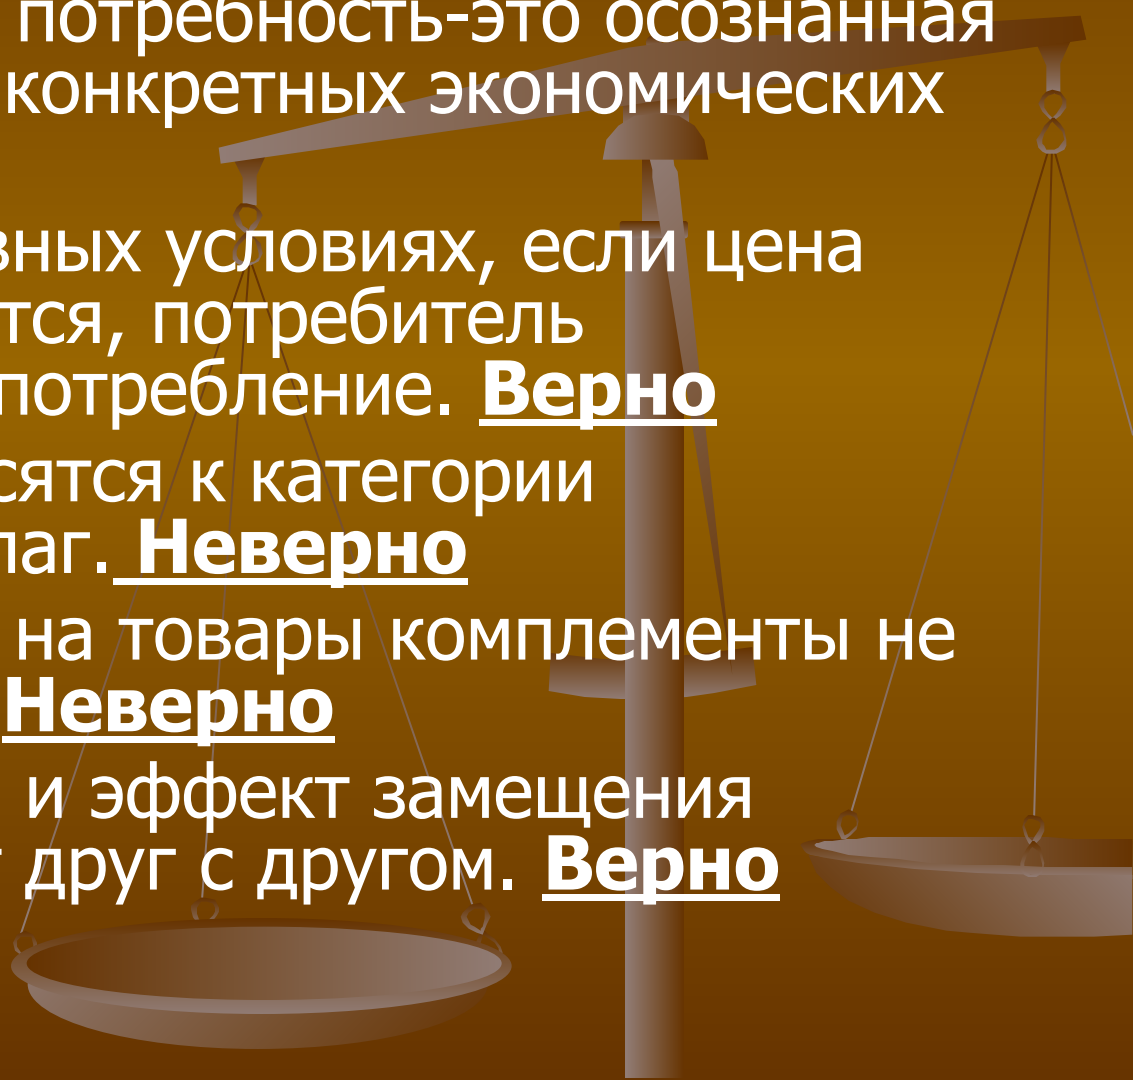 потребность-это осознанная
конкретных экономических
вных условиях, если цена
тся, потребитель
потребление. Верно
сятся к категории
лаг. Неверно
на товары комплементы не
Неверно
и эффект замещения
друг с другом. Верно